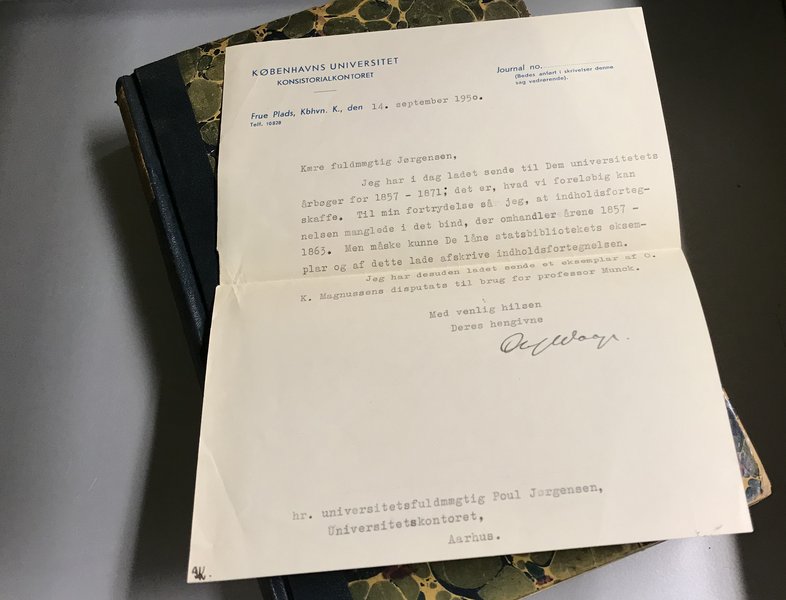 KØBENHAVNS UNIVERSITET
KONSISTORIALKONTORET
Journal no.
(Bedes anført i skrivelser denne
sag vedrørende).
Frue Plads, Kbhvn. K., den 14. september 1950.
Telf. 10828
Kære fuldmægtig Jørgensen,
Jeg har i dag ladet sende til Dem universitetets
årbøger for 1857 - 1871; det er, hvad vi foreløbig kan
skaffe. Til min fortrydelse så jeg, at indholdsforteg-
nelsen manglede i det bind, der omhandler årene 1857 -
1863. Men måske kunne De låne statsbibliotekets eksem-
plar og af dette lade afskrive indholdsfortegnelsen.
Jeg har desuden ladet sende et eksemplar af O.
K. Magnussens disputats til brug for professor Munck.
Med venlig hilsen
Deres hengivne
hr. universitetsfuldmægtig Poul Jørgensen,
Universitetskontoret,
Aarhus.